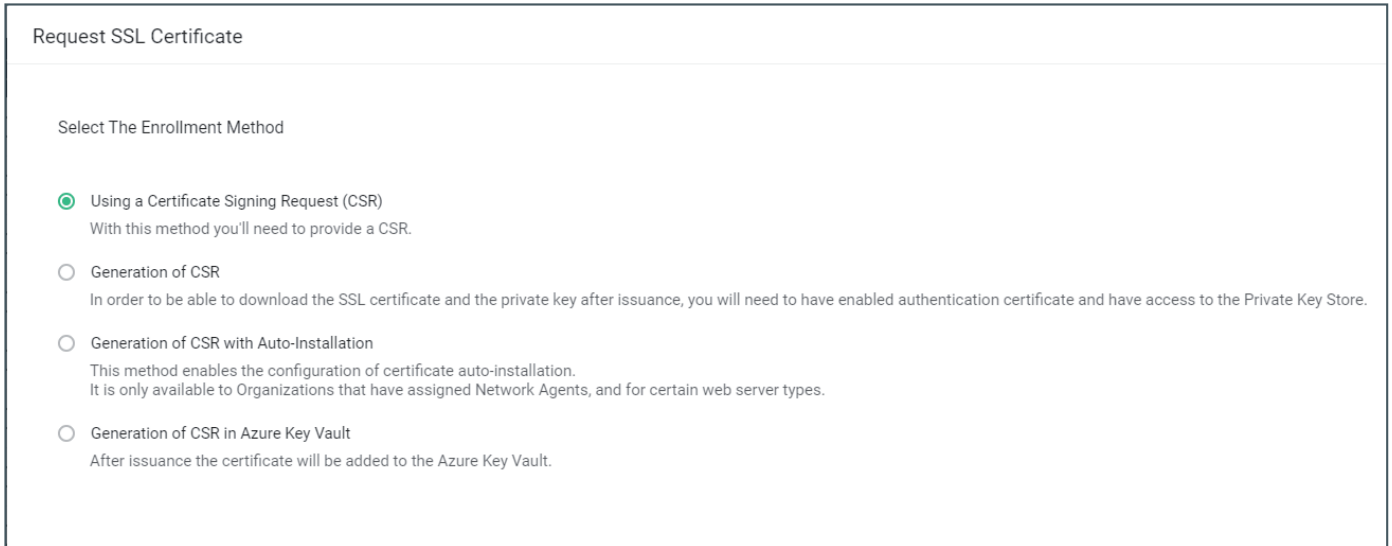 Request SSL Certificate
Select The Enrollment Method
Using a Certificate Signing Request (CSR)
With this method you'll need to provide a CSR.
Generation of CSR
In order to be able to download the SSL certificate and the private key after issuance, you will need to have enabled authentication certificate and have access to the Private Key Store.
Generation of CSR with Auto-Installation
This method enables the configuration of certificate auto-installation.
It is only available to Organizations that have assigned Network Agents, and for certain web server types.
Generation of CSR in Azure Key Vault
After issuance the certificate will be added to the Azure Key Vault.